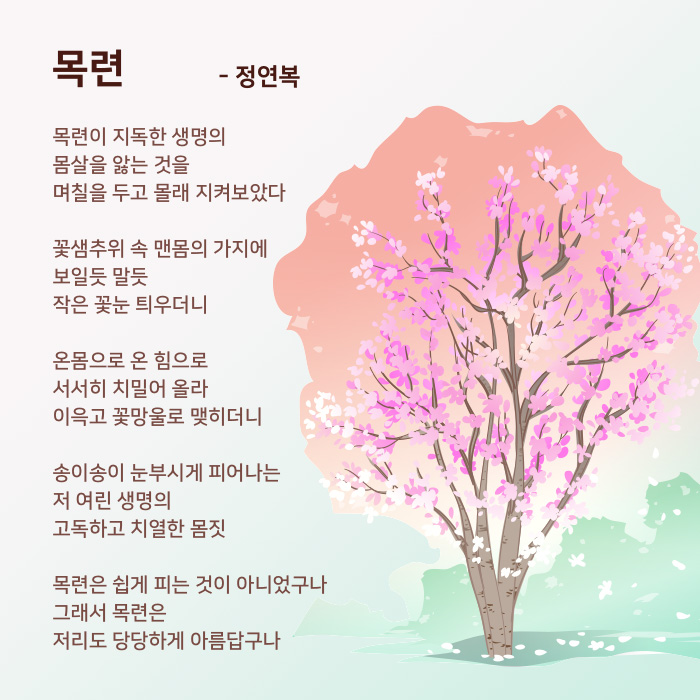 목련 - 정연복
목련이 지독한 생명의
몸살을 앓는 것을
며칠을 두고 몰래 지켜보았다
꽃샘추위 속 맨몸의 가지에
보일듯 말듯
작은 꽃눈 틔우더니
온몸으로 온 힘으로
서서히 치밀어 올라
이윽고 꽃망울로 맺히더니
송이송이 눈부시게 피어나는
저 여린 생명의
고독하고 치열한 몸짓
목련은 쉽게 피는 것이 아니었구나
그래서 목련은
저리도 당당하게 아름답구나